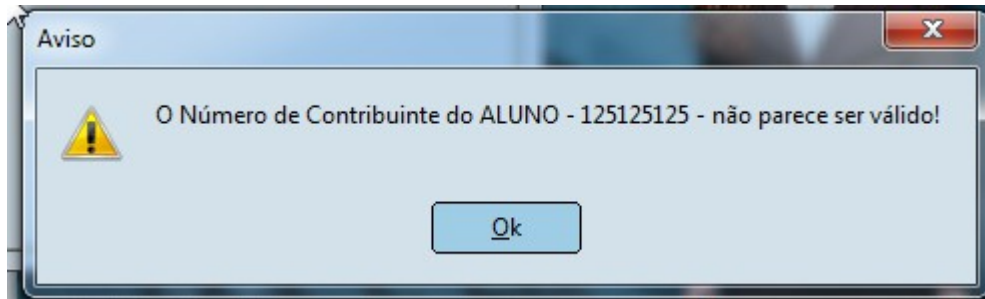 Aviso
O Número de Contribuinte do ALUNO - 125125125 - não parece ser válido!
Ok